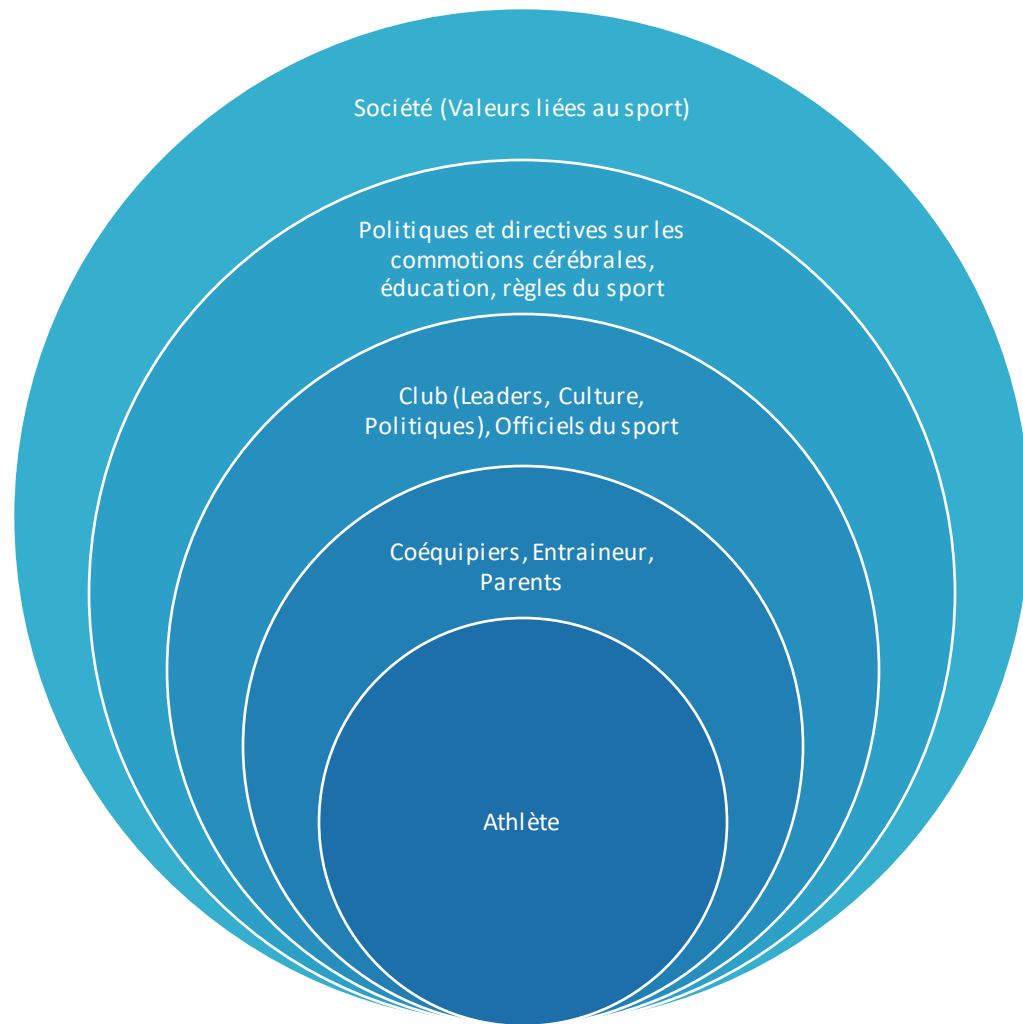 Société (Valeurs liées au sport)
Politiques et directives sur les
commotions cérébrales,
éducation, règles du sport
Club (Leaders, Culture,
Politiques), Officiels du sport
Coéquipiers, Entraineur,
Parents
Athlète